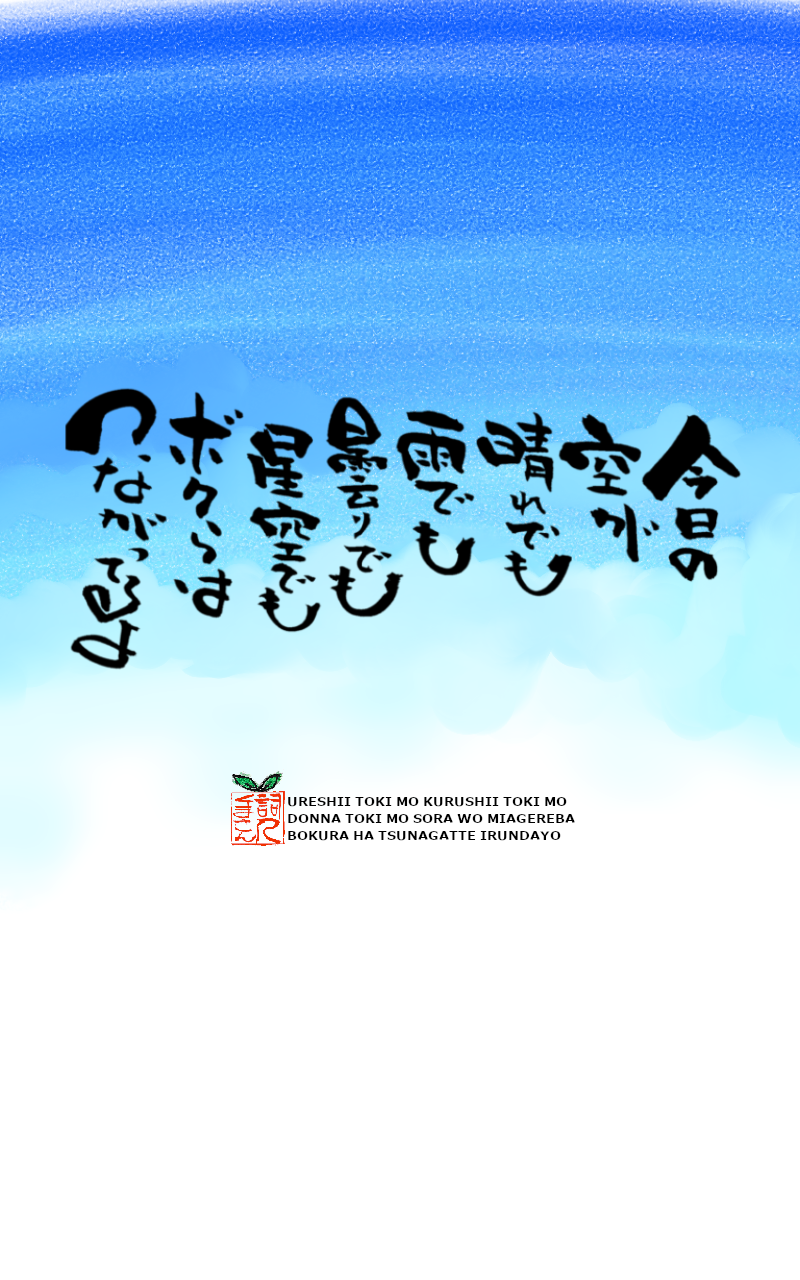 今日の
空が
晴れでも
雨でも
曇りでも
星空でも
ボクらは
つながってるよ
URESHII TOKI MO KURUSHII TOKI MO
DONNA TOKI MO SORA WO MIAGEREBA
BOKURA HA TSUNAGATTE IRUNDAYO